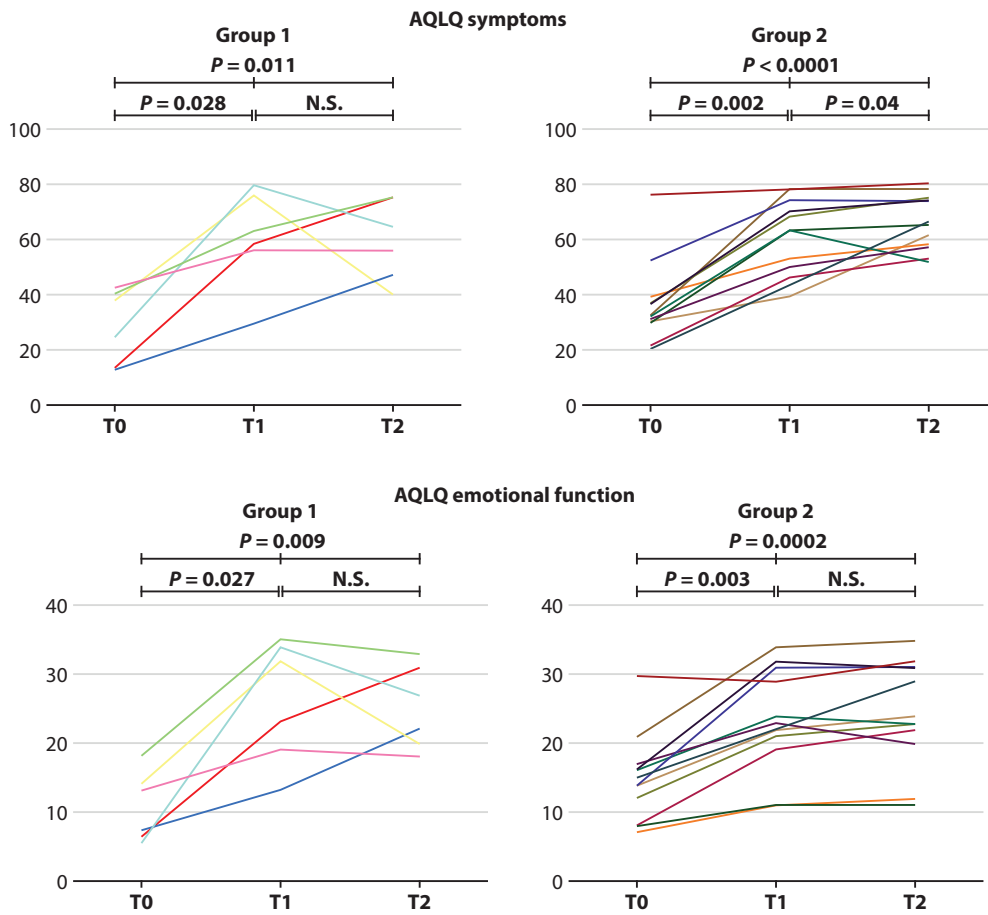 AQLQ symptoms
Group 1
P = 0.011
P = 0.028 N.S.
100
80
60
40
20
0
T0 T1 T2
Group 2
P < 0.0001
P = 0.002 P = 0.04
100
80
60
40
20
0
T0 T1 T2
AQLQ emotional function
Group 1
P = 0.009
P = 0.027 N.S.
40
30
20
10
0
T0 T1 T2
Group 2
P = 0.0002
P = 0.003 N.S.
40
30
20
10
0
T0 T1 T2